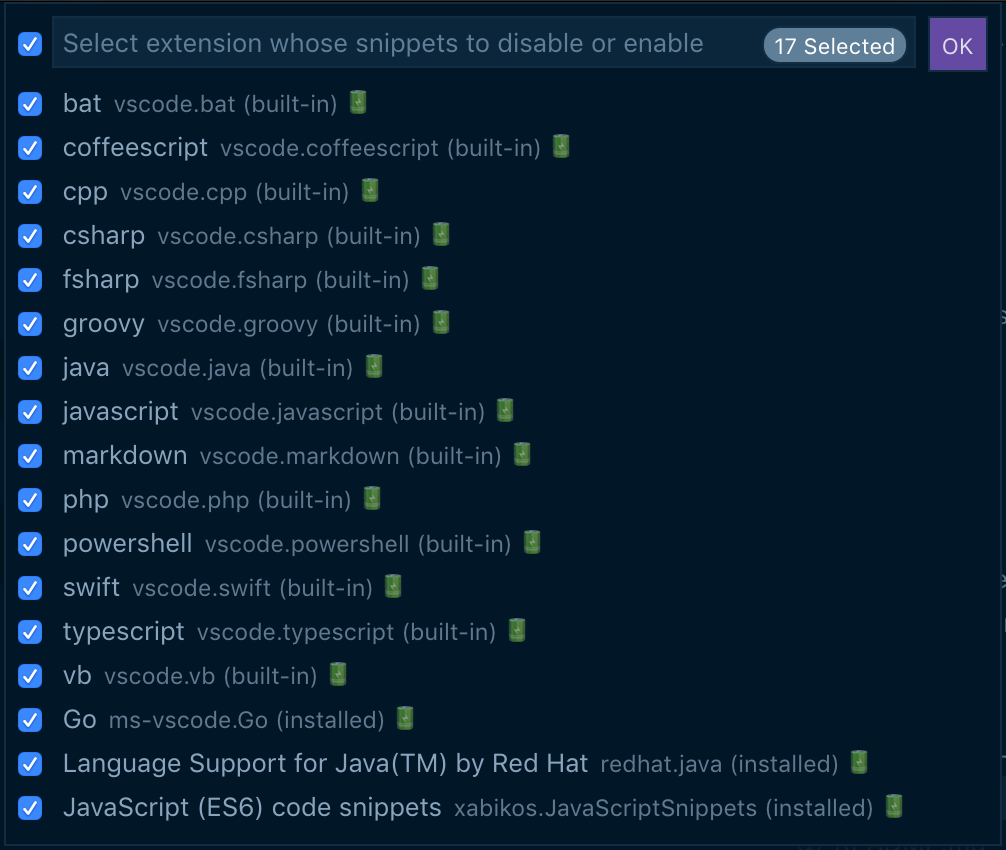 Select extension whose snippets to disable or enable 17 Selected OK
bat vscode.bat (built-in)
coffeescript vscode.coffeescript (built-in)
cpp vscode.cpp (built-in)
csharp vscode.csharp (built-in)
fsharp vscode.fsharp (built-in)
groovy vscode.groovy (built-in)
java vscode.java (built-in)
javascript vscode.javascript (built-in)
markdown vscode.markdown (built-in)
php vscode.php (built-in)
powershell vscode.powershell (built-in)
swift vscode.swift (built-in)
typescript vscode.typescript (built-in)
vb vscode.vb (built-in)
Go ms-vscode.Go (installed)
Language Support for Java(TM) by Red Hat redhat.java (installed)
JavaScript (ES6) code snippets xabikos.JavaScriptSnippets (installed)